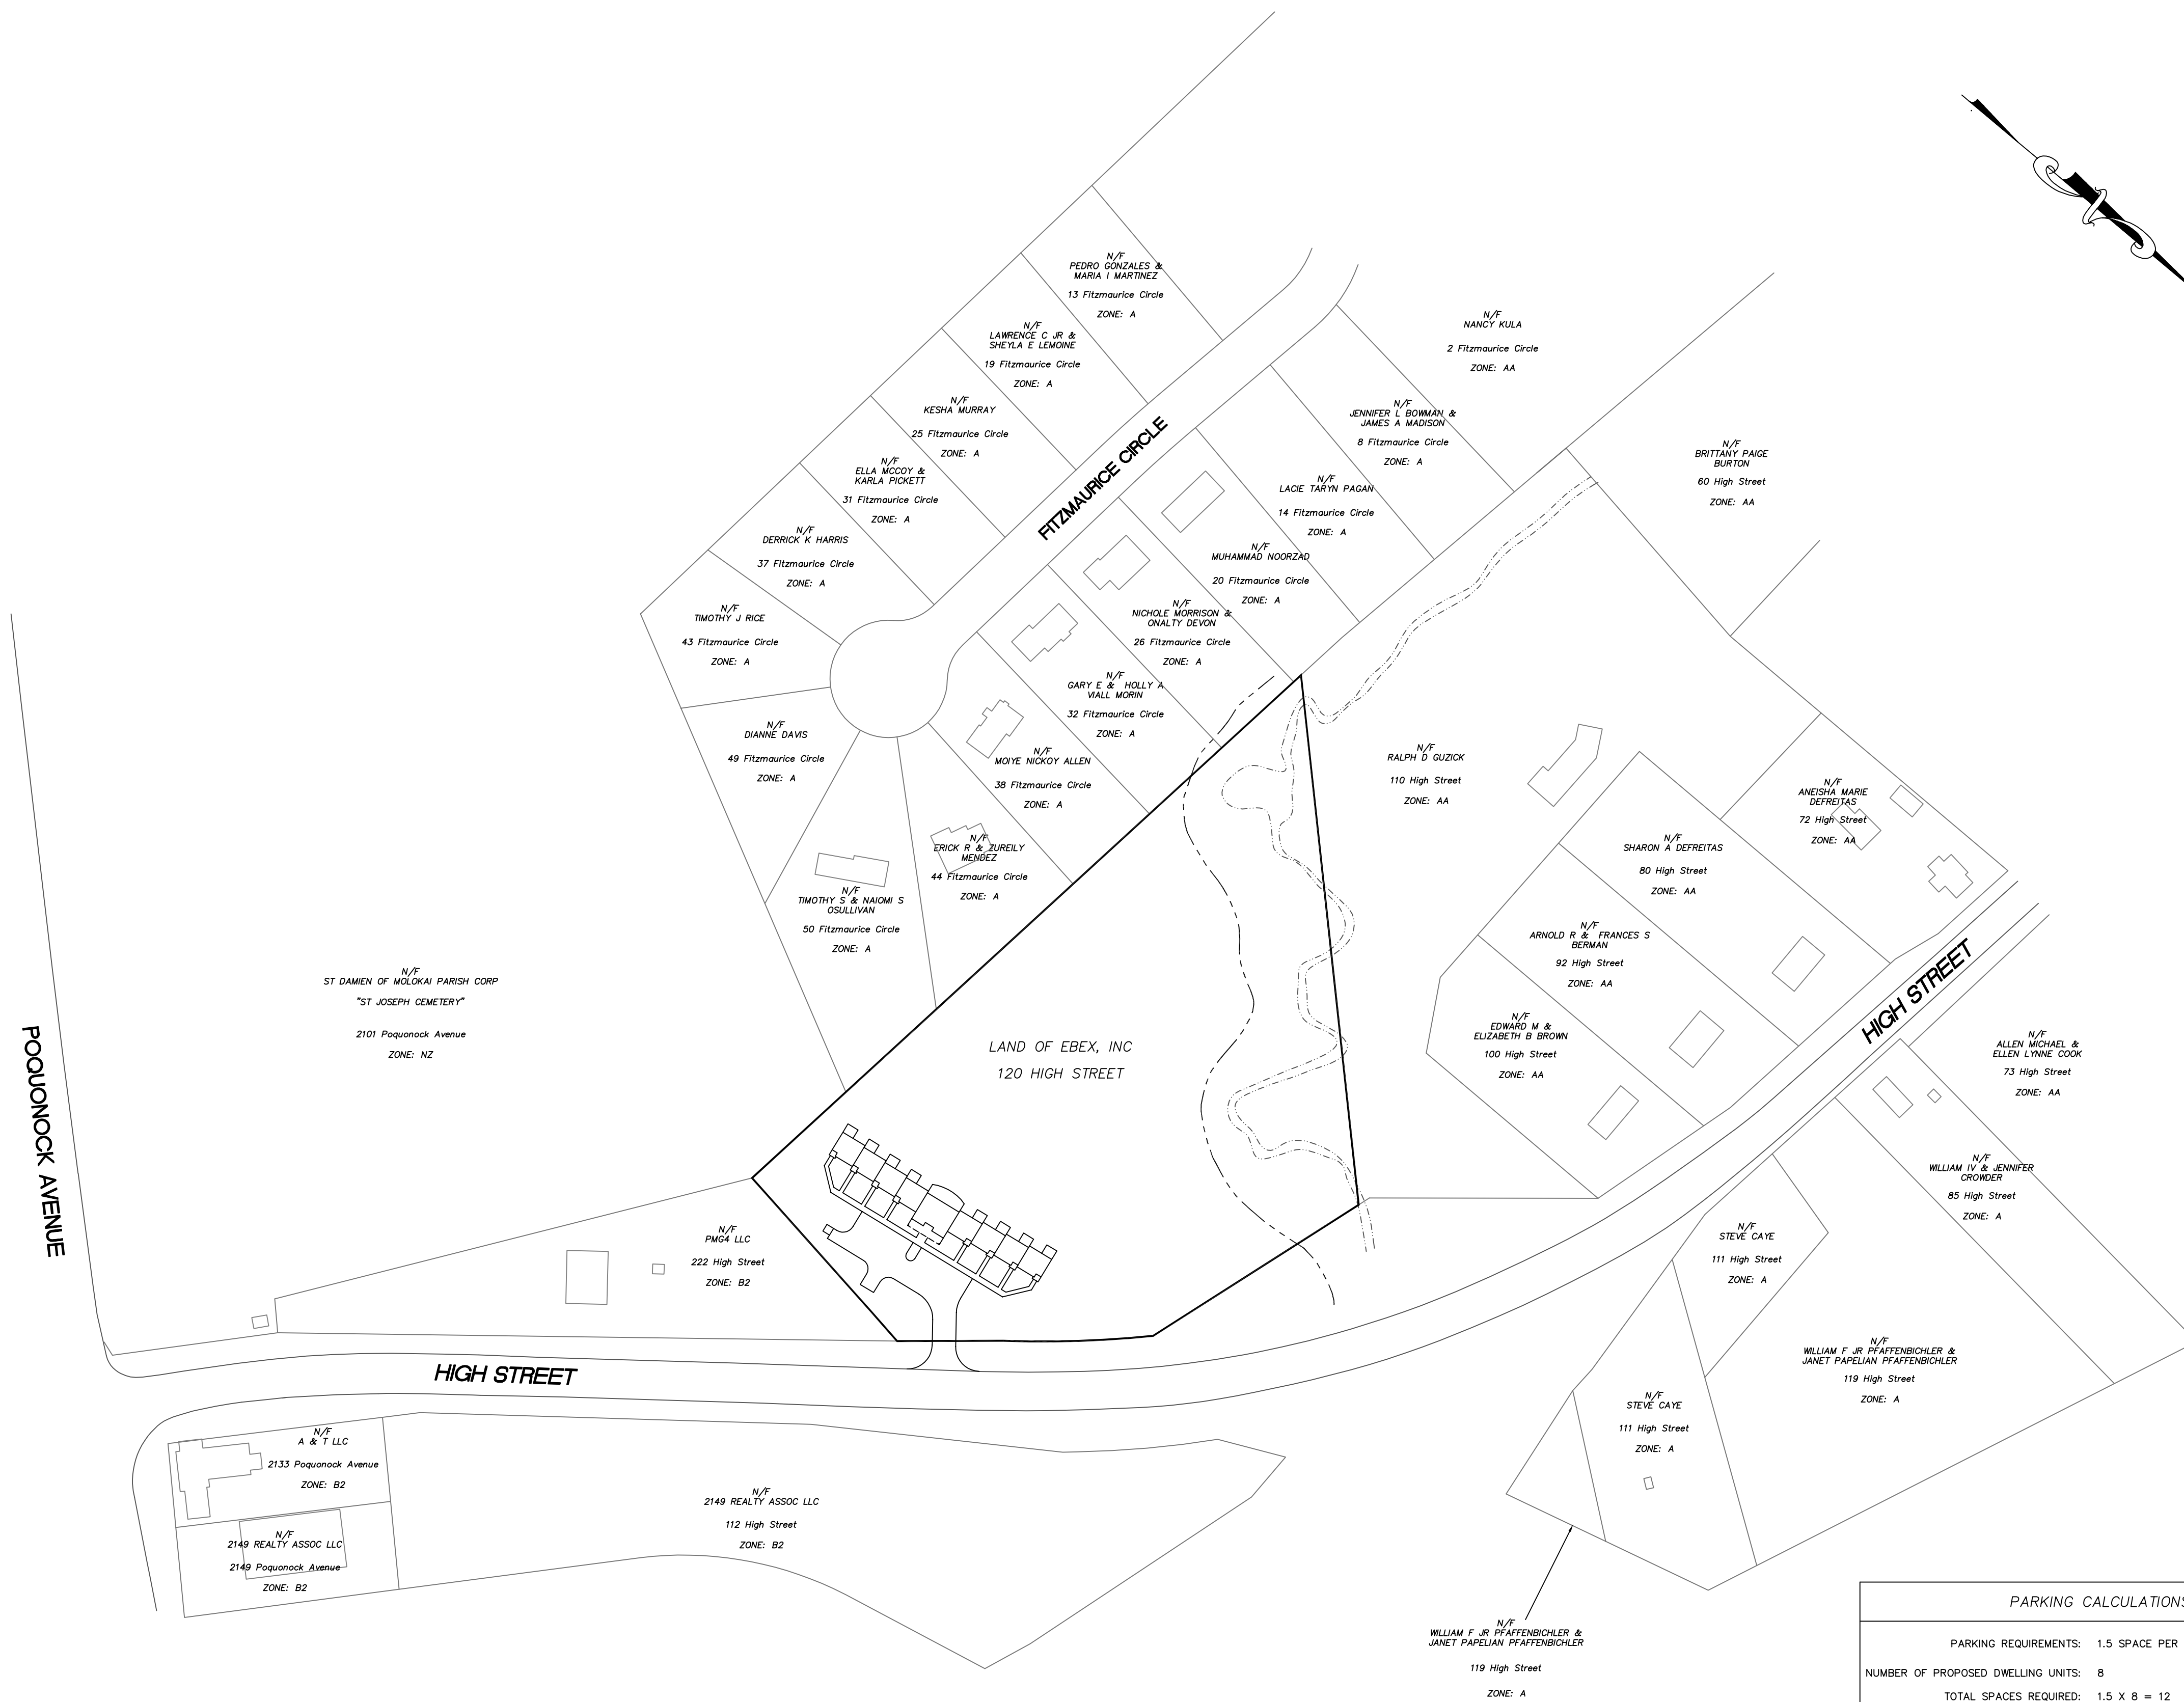 N/F
PEDRO GONZALES &
MARIA I MARTINEZ
13 Fitzmaurice Circle
ZONE: A
N/F
LAWRENCE C JR &
SHEYLA E LEMOINE
19 Fitzmaurice Circle
ZONE: A
N/F
KESHA MURRAY
25 Fitzmaurice Circle
ZONE: A
N/F
ELLA MCCOY &
KARLA PICKETT
31 Fitzmaurice Circle
ZONE: A
N/F
DERRICK K HARRIS
37 Fitzmaurice Circle
ZONE: A
N/F
TIMOTHY J RICE
43 Fitzmaurice Circle
ZONE: A
N/F
DIANNE DAVIS
49 Fitzmaurice Circle
ZONE: A
N/F
TIMOTHY S & NAIOMI S
OSULLIVAN
50 Fitzmaurice Circle
ZONE: A
N/F
ERICK R & ZUREILY
MENDEZ
44 Fitzmaurice Circle
ZONE: A
N/F
MOIYE NICKOY ALLEN
38 Fitzmaurice Circle
ZONE: A
N/F
GARY E & HOLLY A
VIALL MORIN
32 Fitzmaurice Circle
ZONE: A
N/F
NICHOLE MORRISON &
ONALTY DEVON
26 Fitzmaurice Circle
ZONE: A
N/F
MUHAMMAD NOORZAD
20 Fitzmaurice Circle
ZONE: A
N/F
LACIE TARYN PAGAN
14 Fitzmaurice Circle
ZONE: A
N/F
JENNIFER L BOWMAN &
JAMES A MADISON
8 Fitzmaurice Circle
ZONE: A
N/F
NANCY KULA
2 Fitzmaurice Circle
ZONE: AA
FITZMAURICE CIRCLE
N/F
BRITTANY PAIGE
BURTON
60 High Street
ZONE: AA
N/F
RALPH D GUZICK
110 High Street
ZONE: AA
N/F
ANEISHA MARIE
DEFREITAS
72 High Street
ZONE: AA
N/F
SHARON A DEFREITAS
80 High Street
ZONE: AA
N/F
ARNOLD R & FRANCES S
BERMAN
92 High Street
ZONE: AA
N/F
EDWARD M &
ELIZABETH B BROWN
100 High Street
ZONE: AA
HIGH STREET
N/F
ALLEN MICHAEL &
ELLEN LYNNE COOK
73 High Street
ZONE: AA
N/F
WILLIAM IV & JENNIFER
CROWDER
85 High Street
ZONE: A
N/F
STEVE CAYE
111 High Street
ZONE: A
N/F
WILLIAM F JR PFAFFENBICHLER &
JANET PAPELIAN PFAFFENBICHLER
119 High Street
ZONE: A
N/F
STEVE CAYE
111 High Street
ZONE: A
N/F
WILLIAM F JR PFAFFENBICHLER &
JANET PAPELIAN PFAFFENBICHLER
119 High Street
ZONE: A
LAND OF EBEX, INC
120 HIGH STREET
N/F
ST DAMIEN OF MOLOKAI PARISH CORP
"ST JOSEPH CEMETERY"
2101 Poquonock Avenue
ZONE: NZ
POQUONOCK AVENUE
N/F
PMG4 LLC
222 High Street
ZONE: B2
HIGH STREET
N/F
A & T LLC
2133 Poquonock Avenue
ZONE: B2
N/F
2149 REALTY ASSOC LLC
2149 Poquonock Avenue
ZONE: B2
N/F
2149 REALTY ASSOC LLC
112 High Street
ZONE: B2
PARKING CALCULATIONS
PARKING REQUIREMENTS: 1.5 SPACE PER
NUMBER OF PROPOSED DWELLING UNITS: 8
TOTAL SPACES REQUIRED: 1.5 X 8 = 12